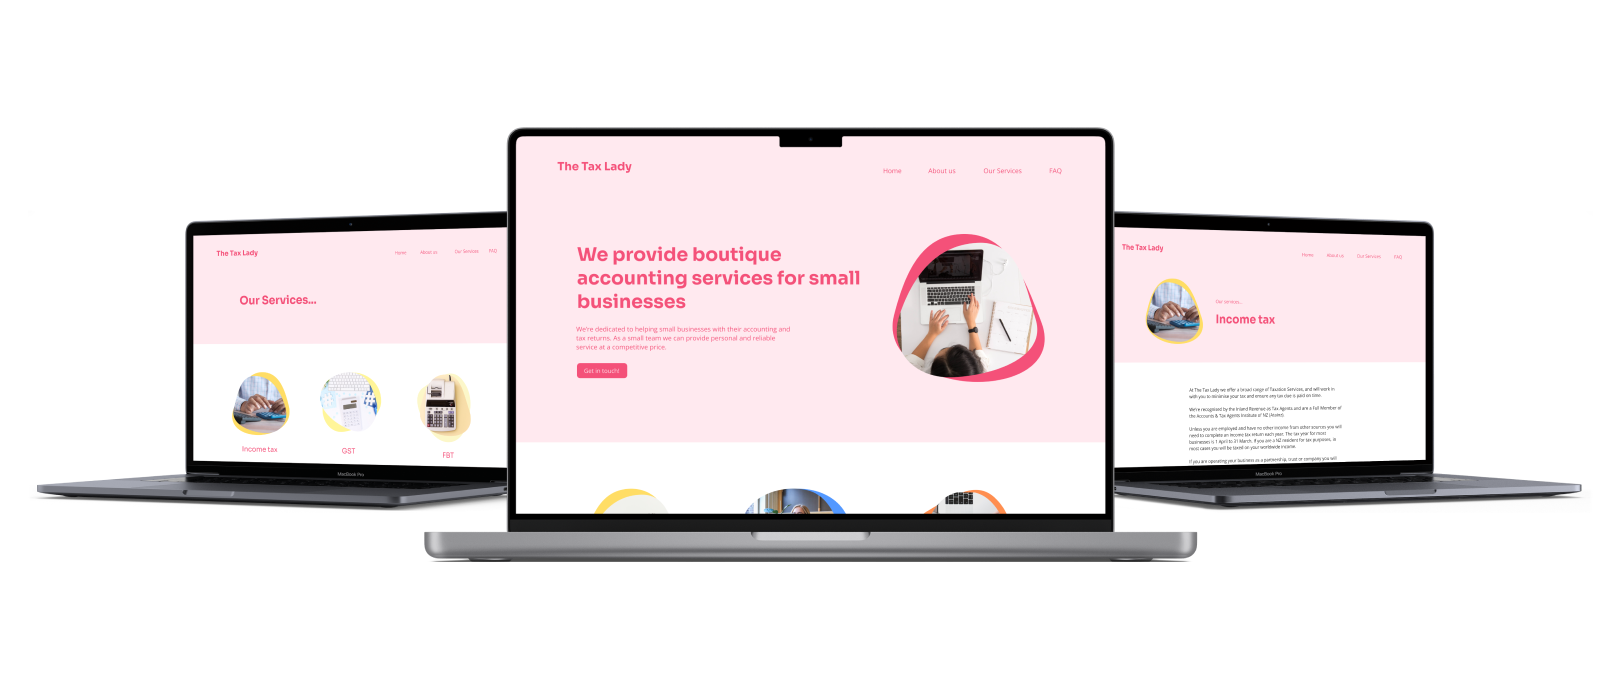 The Tax Lady
Home About us Our Services FAQ
Our Services...
Income tax
GST
FBT
MacBook Pro
The Tax Lady
Home About us Our Services FAQ
We provide boutique
accounting services for small
businesses
We're dedicated to helping small businesses with their accounting and
tax returns. As a small team we can provide personal and reliable
service at a competitive price.
Get in touch!
The Tax Lady
Home About us Our Services FAQ
Our services...
Income tax
At The Tax Lady we offer a broad range of Taxation Services, and will work in
with you to minimise your tax and ensure any tax due is paid on time.
We're recognised by the Inland Revenue as Tax Agents and are a Full Member of
the Accounts & Tax Agents Institute of NZ (Atainz).
Unless you are employed and have no other income from other sources you will
need to complete an income tax return each year. The tax year for most
businesses is 1 April to 31 March. If you are a NZ resident for tax purposes, in
most cases you will be taxed on your worldwide income.
If you are operating your business as a partnership, trust or company you will
MacBook Pro